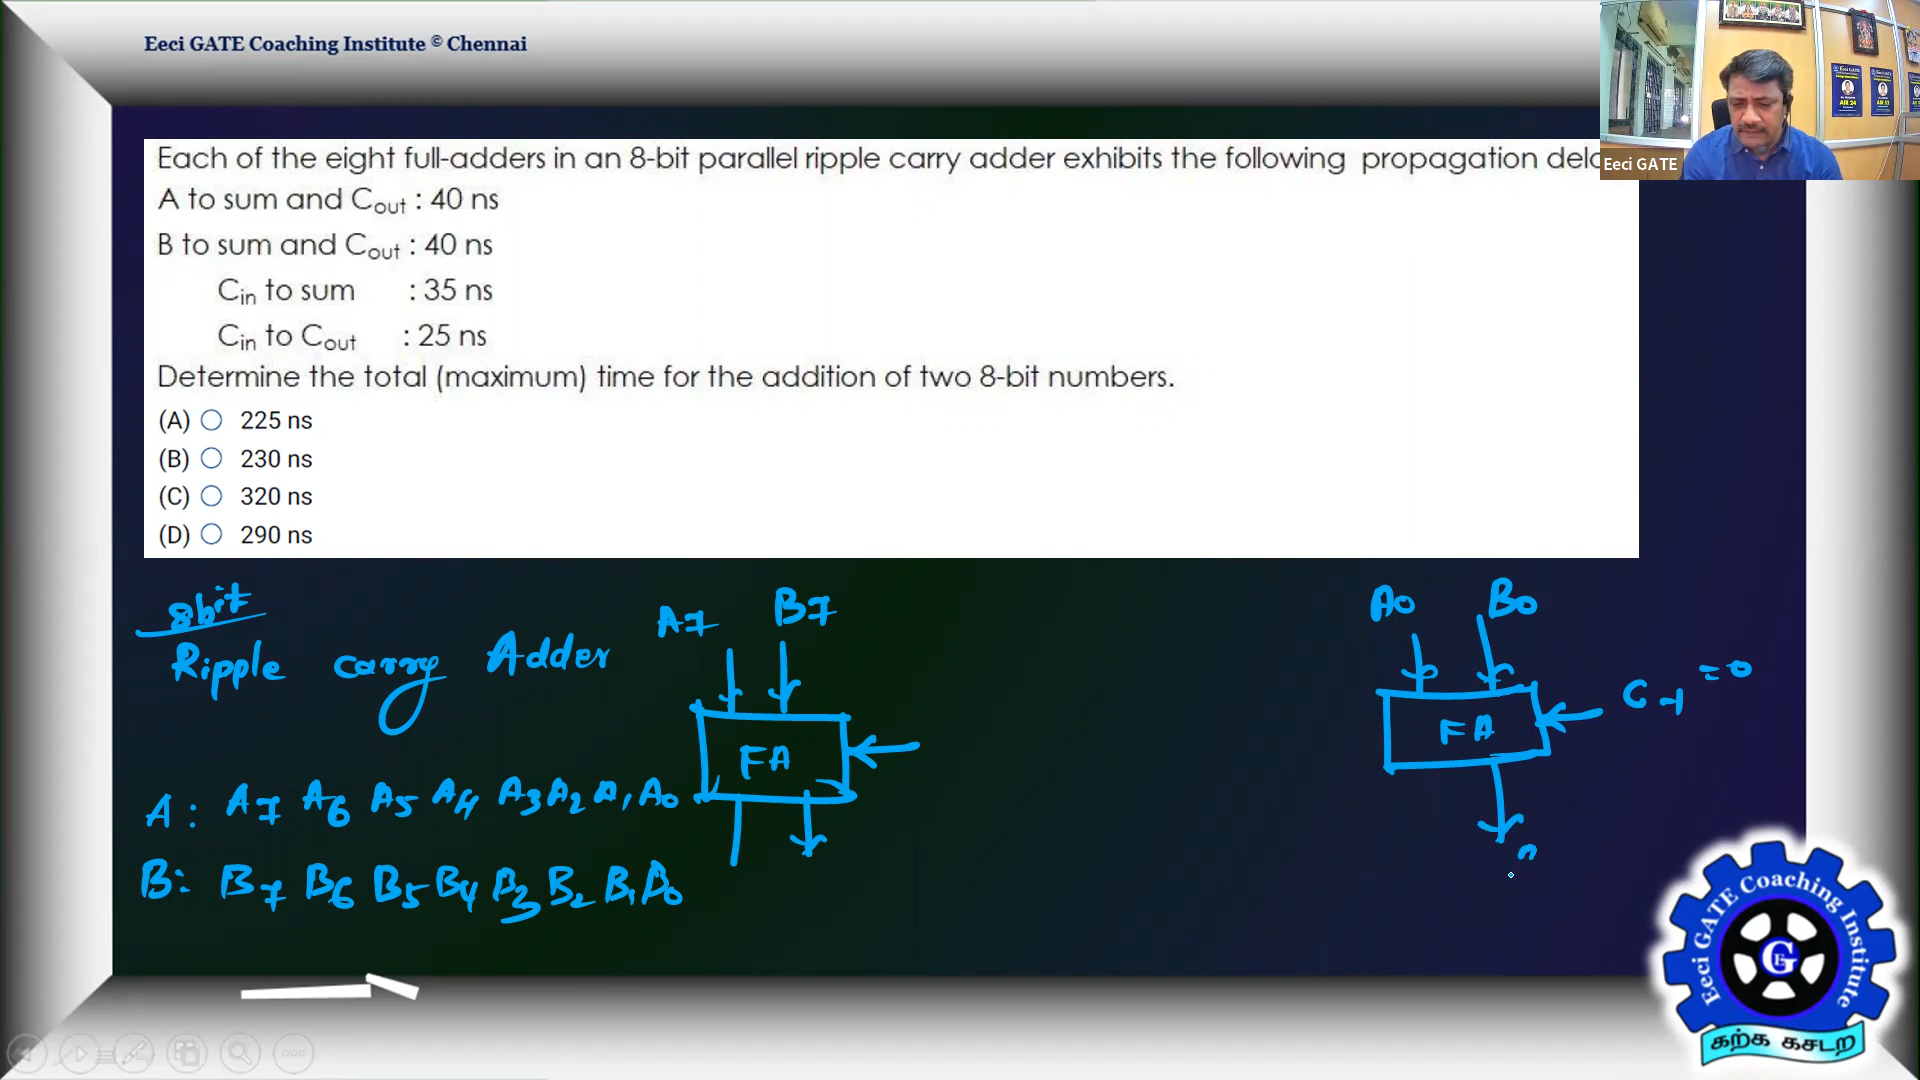 Eeci GATE Coaching Institute © Chennai
Each of the eight full-adders in an 8-bit parallel ripple carry adder exhibits the following propagation
A to sum and Cout : 40 ns
B to sum and Cout : 40 ns
Cin to sum : 35 ns
Cin to Cout : 25 ns
Determine the total (maximum) time for the addition of two 8-bit numbers.
(A) 225 ns
(B) 230 ns
(C) 320 ns
(D) 290 ns
Eeci GATE
AIR 24
AIR 52
8bit
Ripple carry Adder
A7 B7
FA
A0 B0
FA
C-1 = 0
A: A7 A6 A5 A4 A3 A2 A1 A0
B: B7 B6 B5 B4 B3 B2 B1 B0
Eeci GATE Coaching Institute
GE
கற்க கசடற